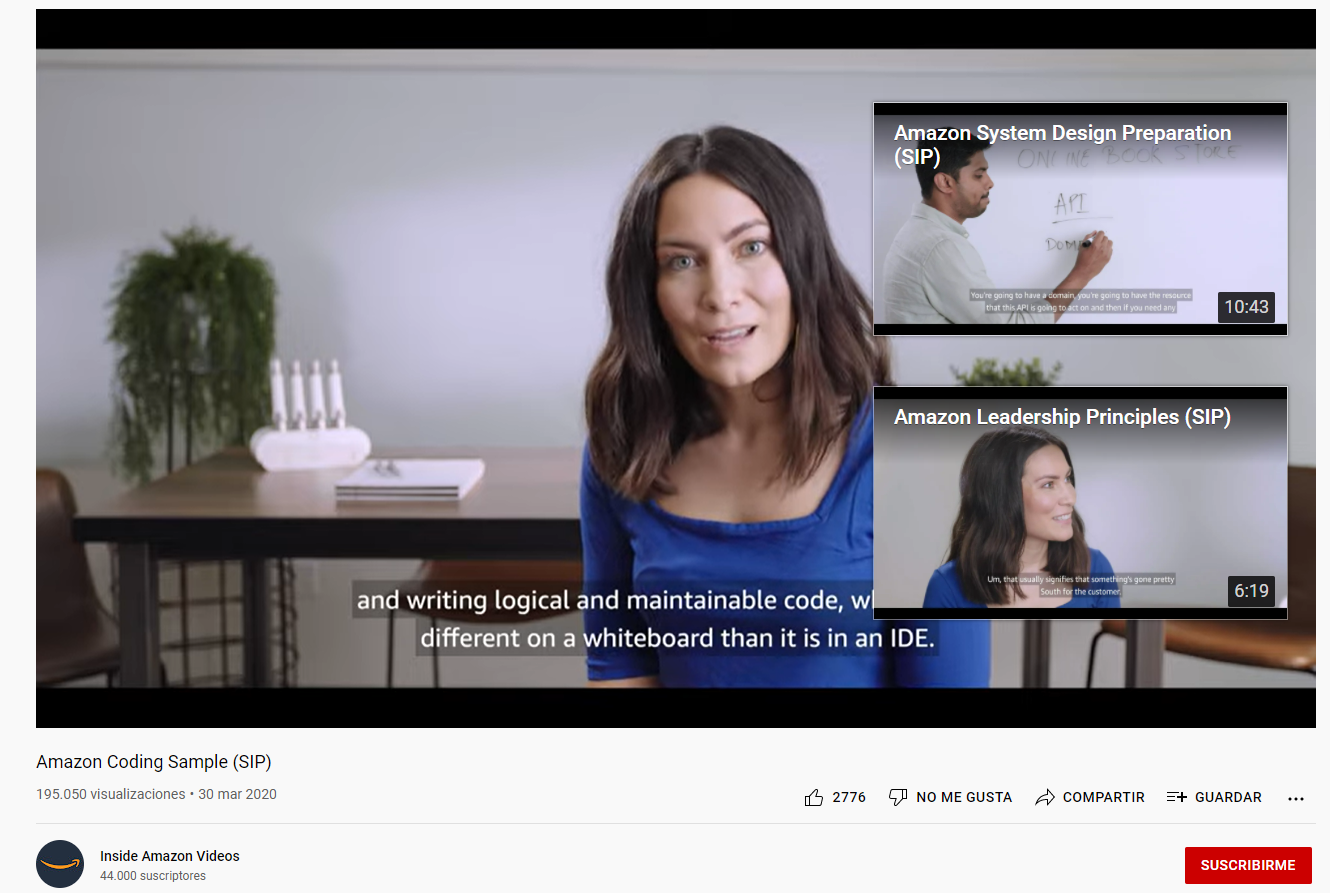 Amazon System Design Preparation
(SIP)
ONLINE BOOK STORE
API
DOMA
You're going to have a domain, you're going to have the resource
that this API is going to act on and then if you need any
10:43
Amazon Leadership Principles (SIP)
Um, that usually signifies that something's gone pretty
South for the customer.
6:19
and writing logical and maintainable code,
different on a whiteboard than it is in an IDE.
Amazon Coding Sample (SIP)
195.050 visualizaciones • 30 mar 2020
2776 NO ME GUSTA COMPARTIR GUARDAR
Inside Amazon Videos
44.000 suscriptores
SUSCRIBIRME